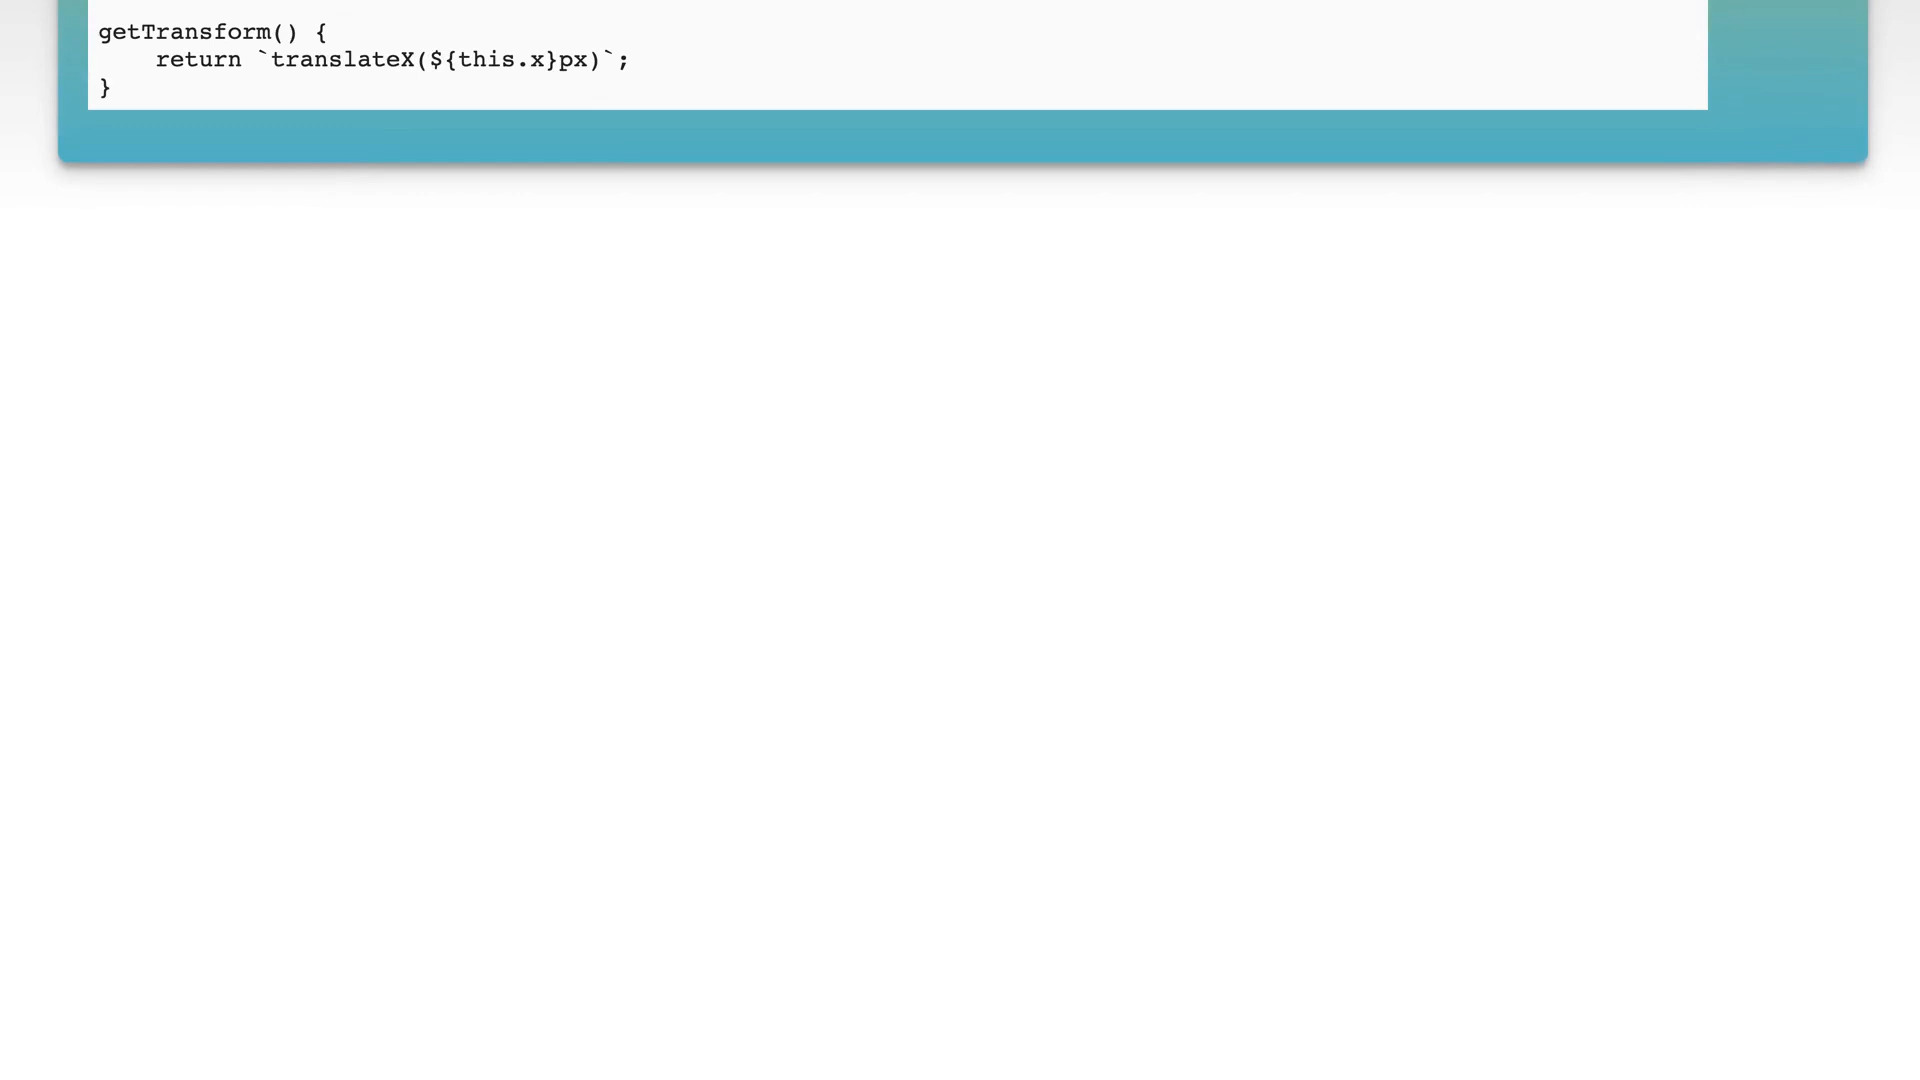 getTransform() {
    return `translateX(${this.x}px)`;
}